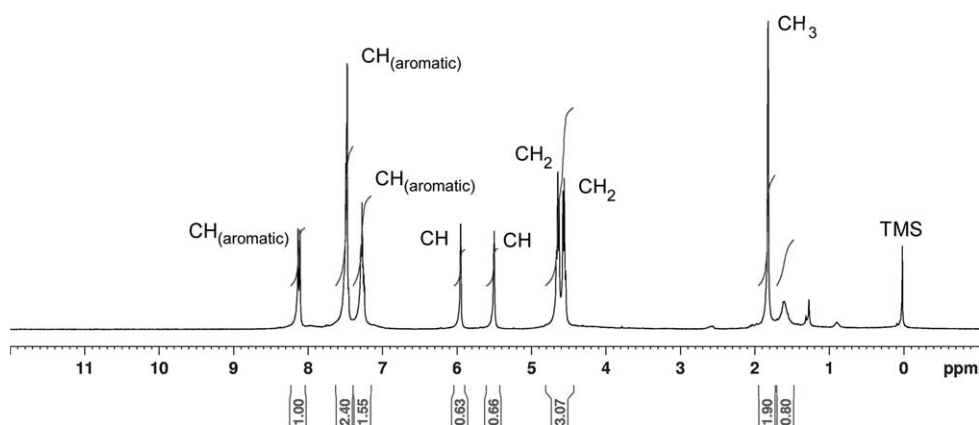 CH3
CH(aromatic)
CH2
CH(aromatic)
CH2
CH(aromatic)
CH
CH
TMS
11 10 9 8 7 6 5 4 3 2 1 0 ppm
1.00 2.40 1.55 0.63 0.66 3.07 1.90 0.80